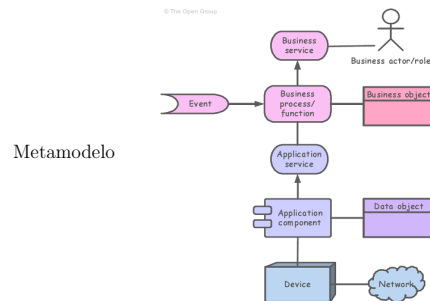 © The Open Group
Business
service
Business actor/role
Event
Business
process/
function
Business object
Metamodelo
Application
service
Application
component
Data object
Device
Network